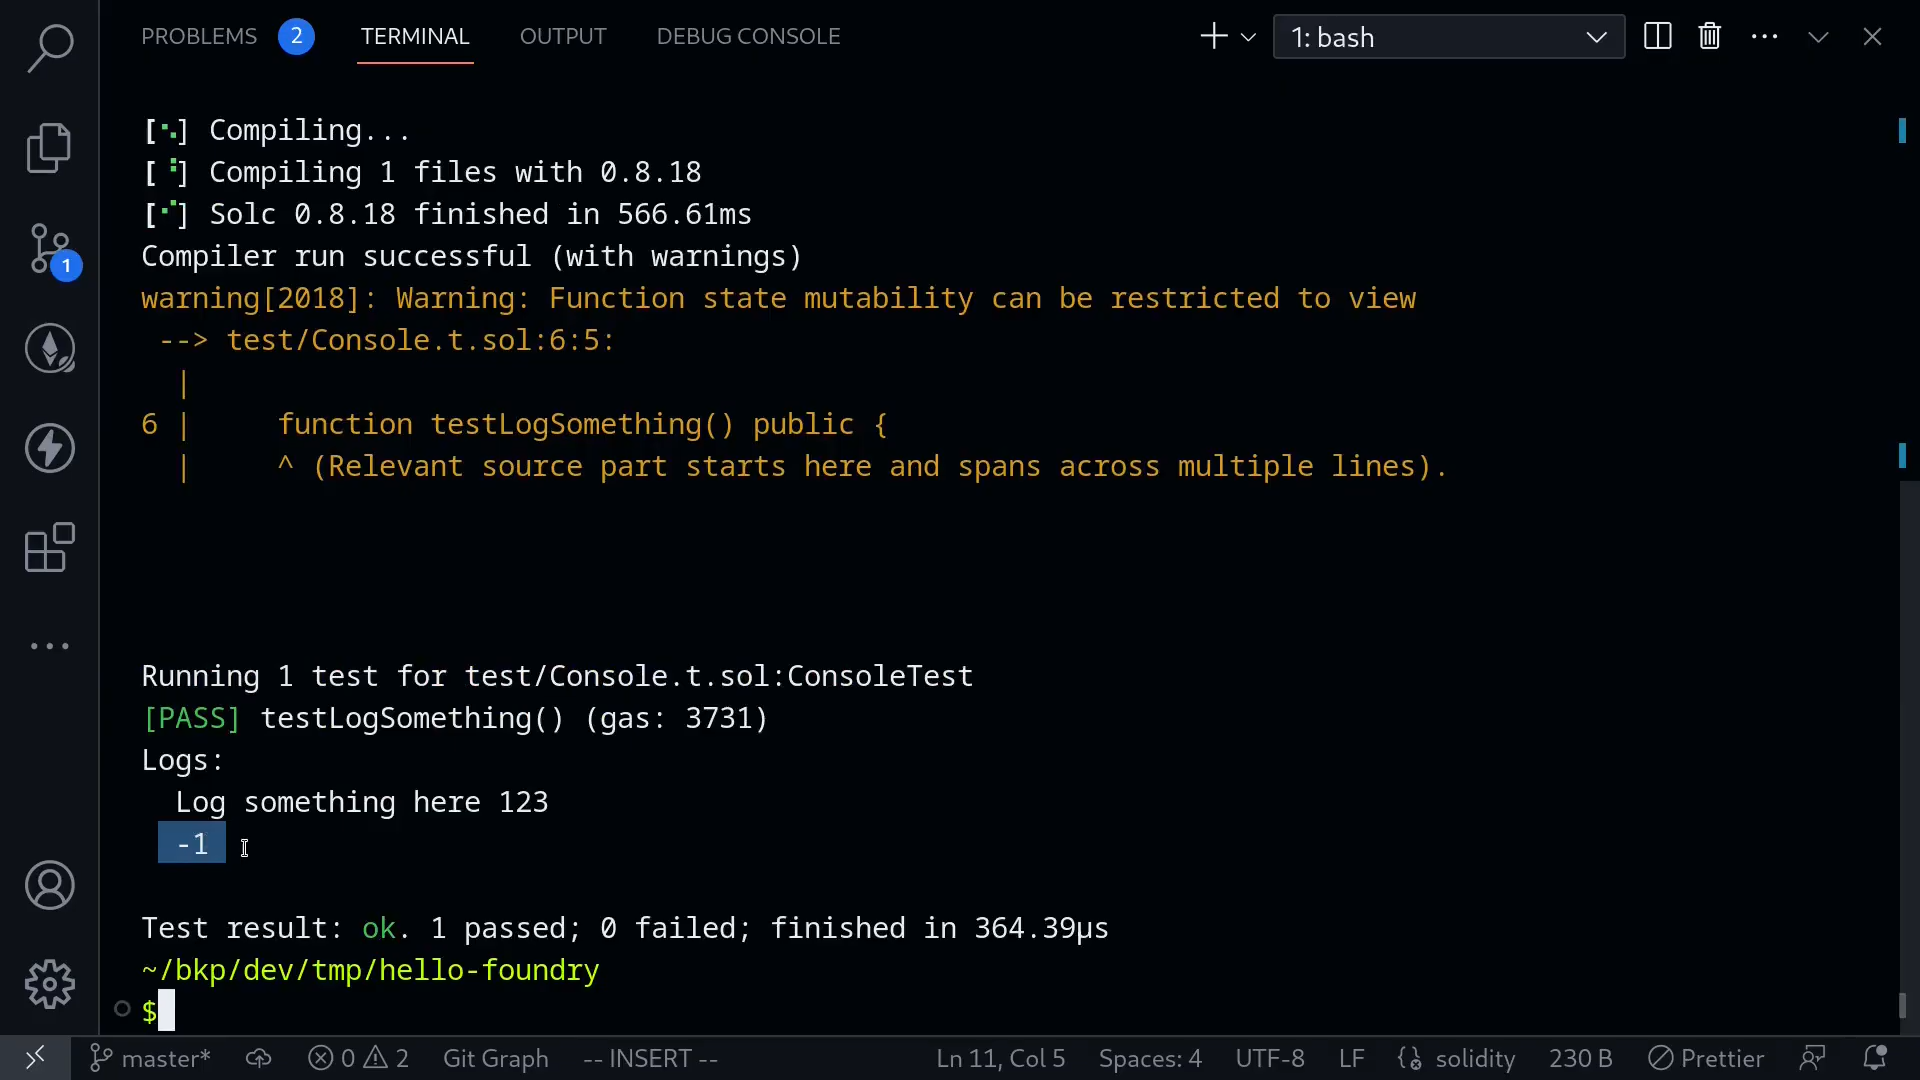 PROBLEMS 2 TERMINAL OUTPUT DEBUG CONSOLE 1: bash
[⠢] Compiling...
[⠘] Compiling 1 files with 0.8.18
[⠊] Solc 0.8.18 finished in 566.61ms
Compiler run successful (with warnings)
warning[2018]: Warning: Function state mutability can be restricted to view
--> test/Console.t.sol:6:5:
|
6 | function testLogSomething() public {
| ^ (Relevant source part starts here and spans across multiple lines).
1
Running 1 test for test/Console.t.sol:ConsoleTest
[PASS] testLogSomething() (gas: 3731)
Logs:
Log something here 123
-1
Test result: ok. 1 passed; 0 failed; finished in 364.39µs
~/bkp/dev/tmp/hello-foundry
$
master* 0 2 Git Graph -- INSERT -- Ln 11, Col 5 Spaces: 4 UTF-8 LF solidity 230 B Prettier